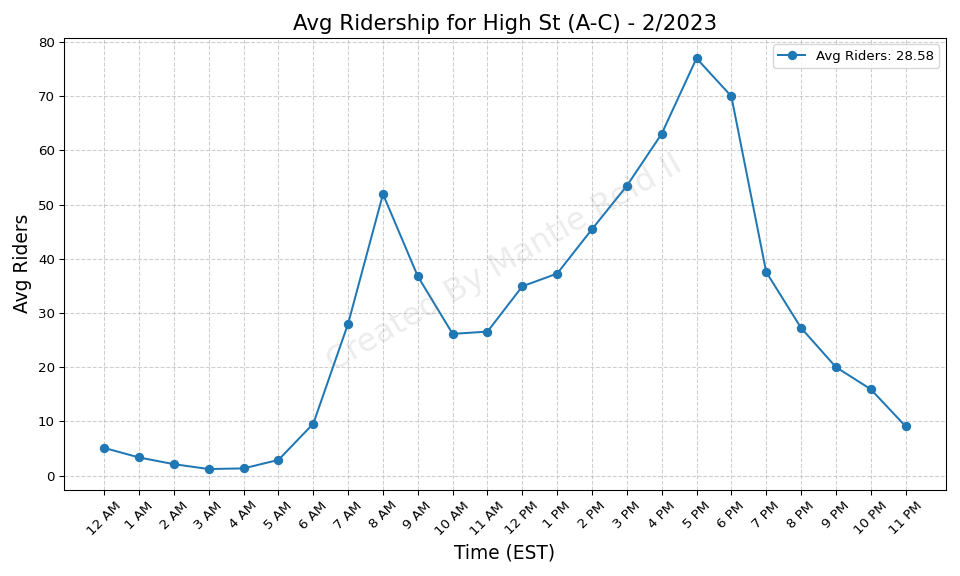 Avg Ridership for High St (A-C) - 2/2023
Avg Riders: 28.58
Avg Riders
80
70
60
50
40
30
20
10
0
Created By Mantle Reid II
12 AM
1 AM
2 AM
3 AM
4 AM
5 AM
6 AM
7 AM
8 AM
9 AM
10 AM
11 AM
12 PM
1 PM
2 PM
3 PM
4 PM
5 PM
6 PM
7 PM
8 PM
9 PM
10 PM
11 PM
Time (EST)